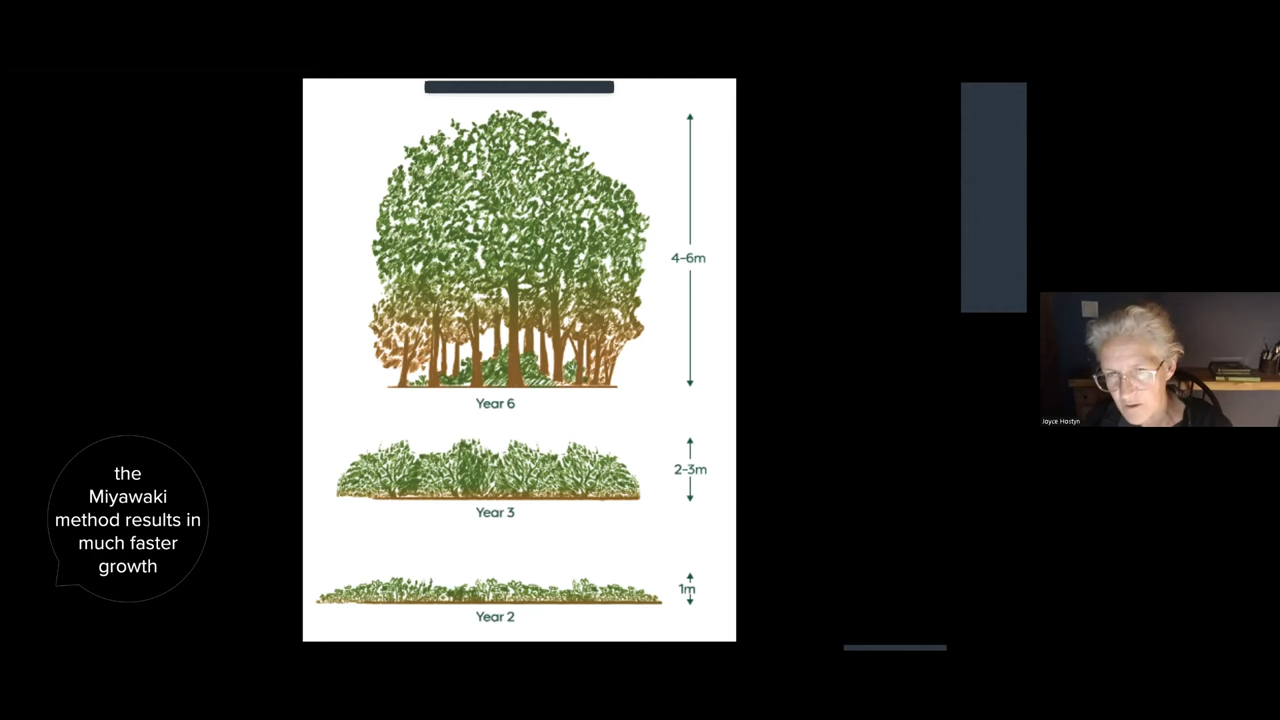 4-6m
Year 6
2-3m
Year 3
1m
Year 2
the
Miyawaki
method results in
much faster
growth
Joyce Hostyn